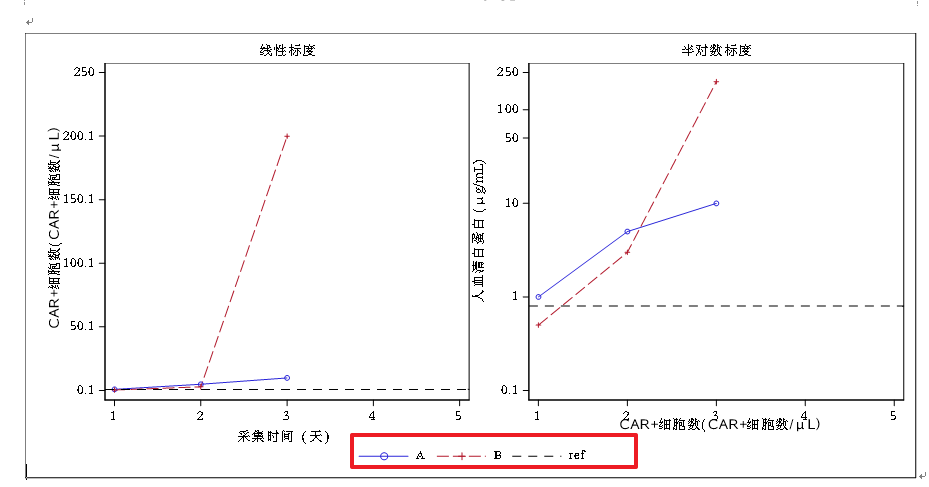 线性标度
250
200.1
150.1
100.1
50.1
0.1
CAR+细胞数(CAR+细胞数/μL)
1 2 3 4 5
采集时间 (天)
半对数标度
250
100
50
10
1
0.1
人血清白蛋白 (μg/mL)
1 2 3 4 5
CAR+细胞数(CAR+细胞数/μL)
A B ref